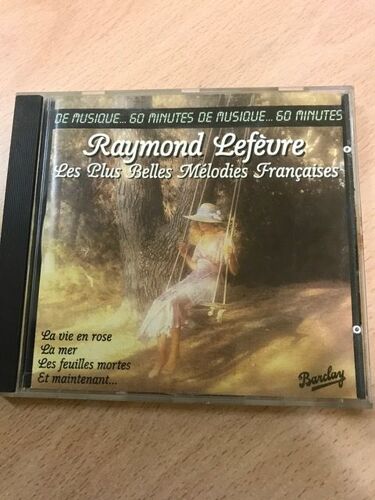 DE MUSIQUE... 60 MINUTES DE MUSIQUE... 60 MINUTES
Raymond Lefèvre
Les Plus Belles Mélodies Françaises
La vie en rose
La mer
Les feuilles mortes
Et maintenant...
Barclay